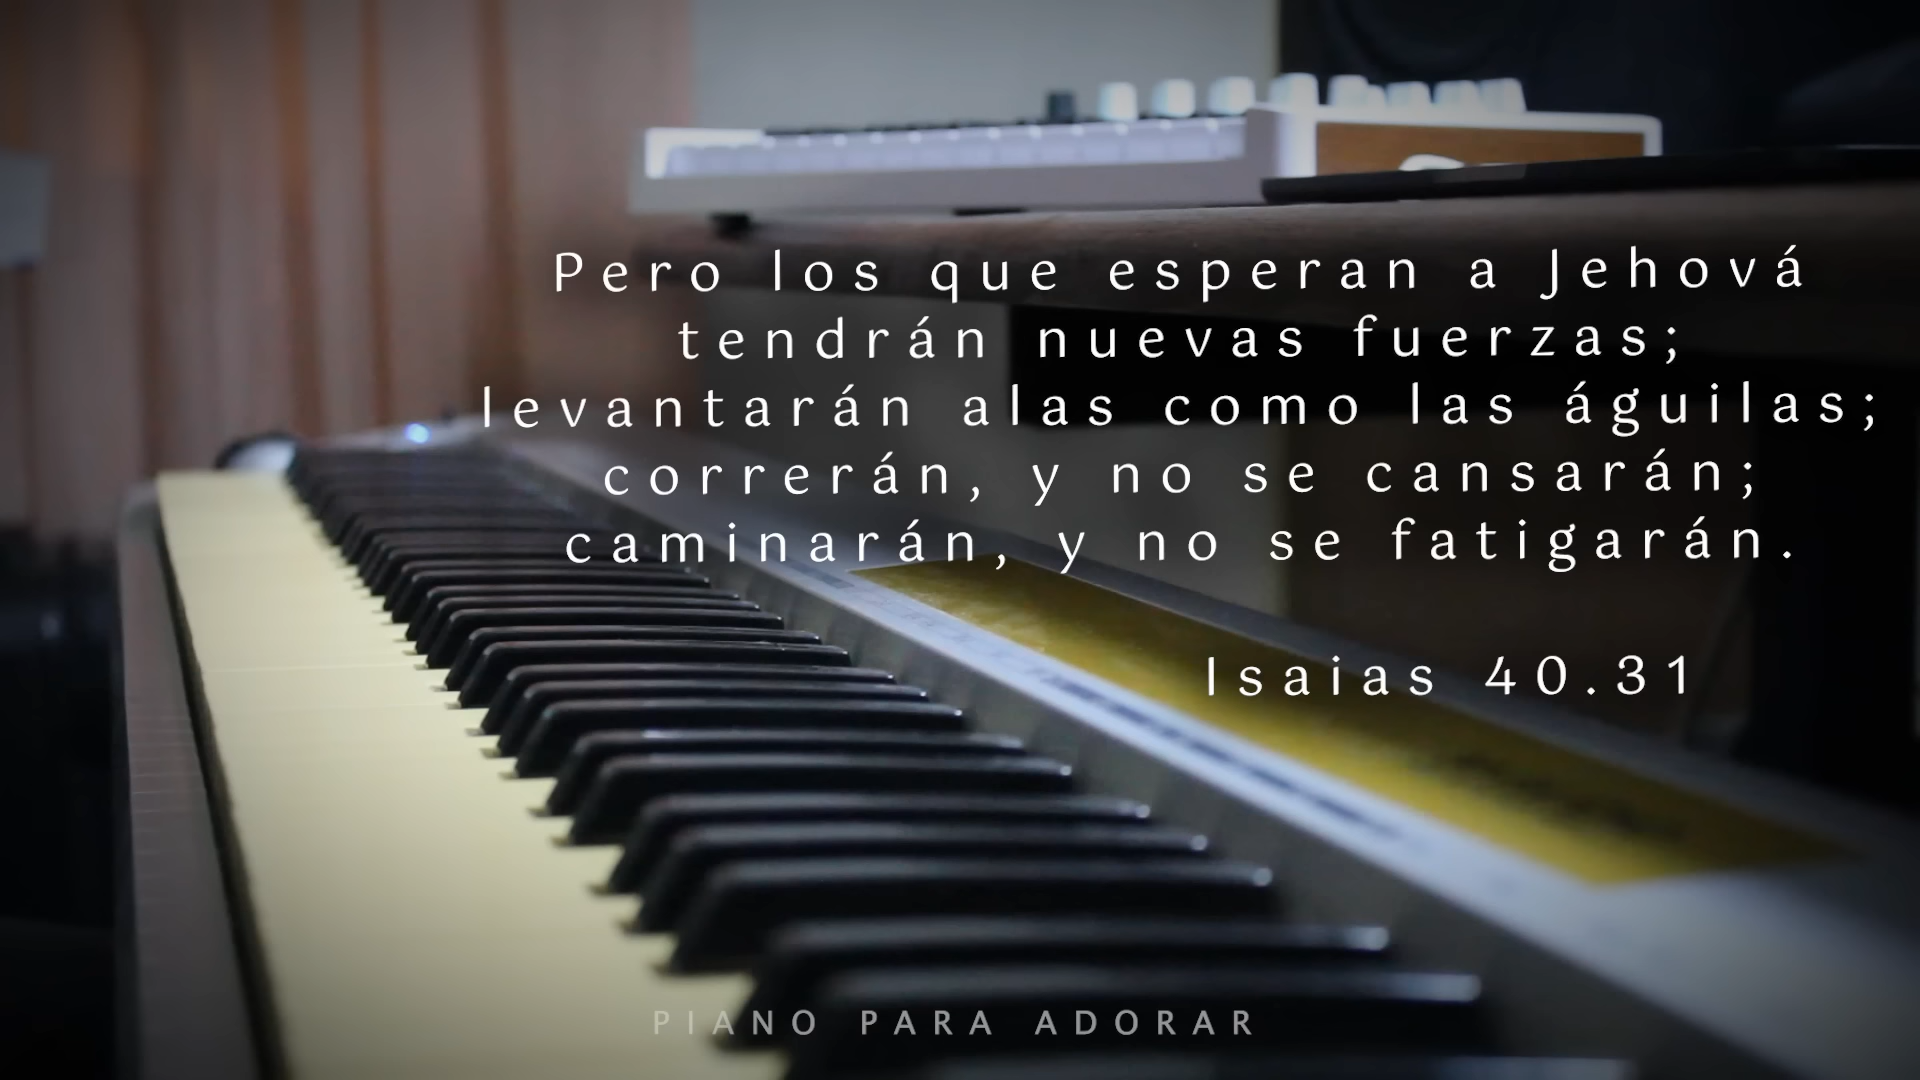 Pero los que esperan a Jehová
tendrán nuevas fuerzas;
levantarán alas como las águilas;
correrán, y no se cansarán;
caminarán, y no se fatigarán.
Isaias 40.31
PIANO PARA ADORAR